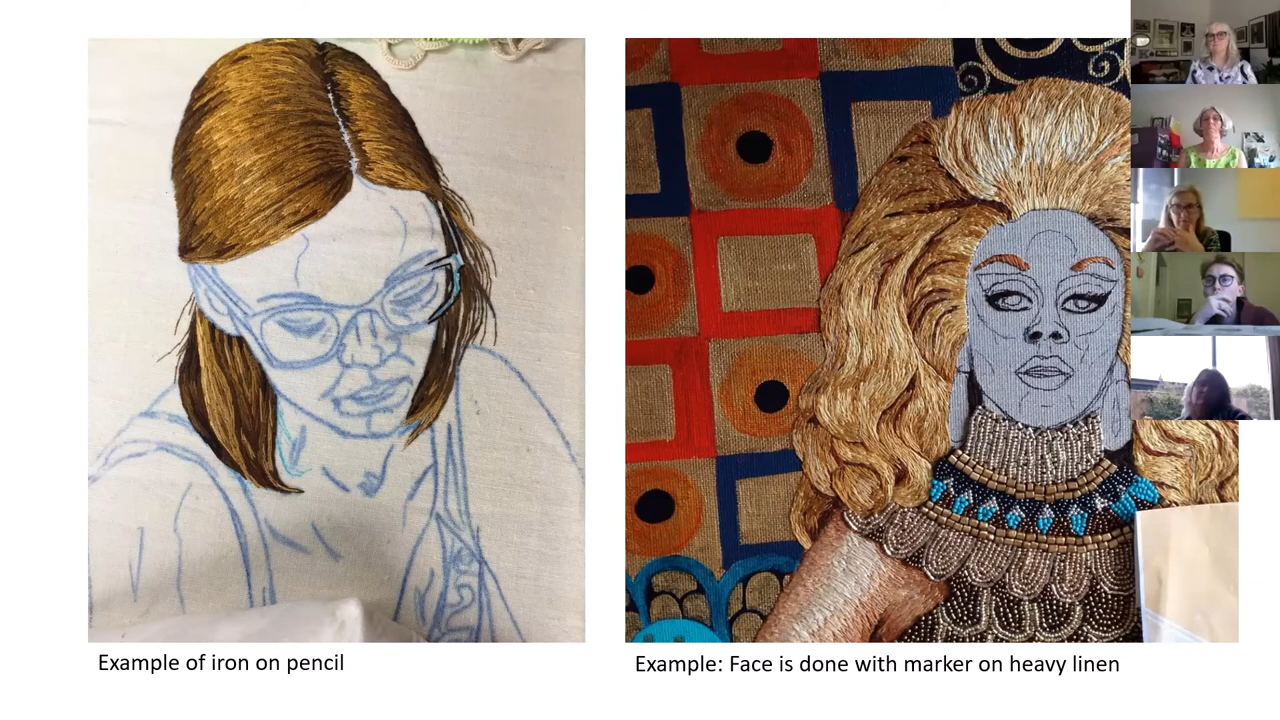 Example of iron on pencil
Example: Face is done with marker on heavy linen